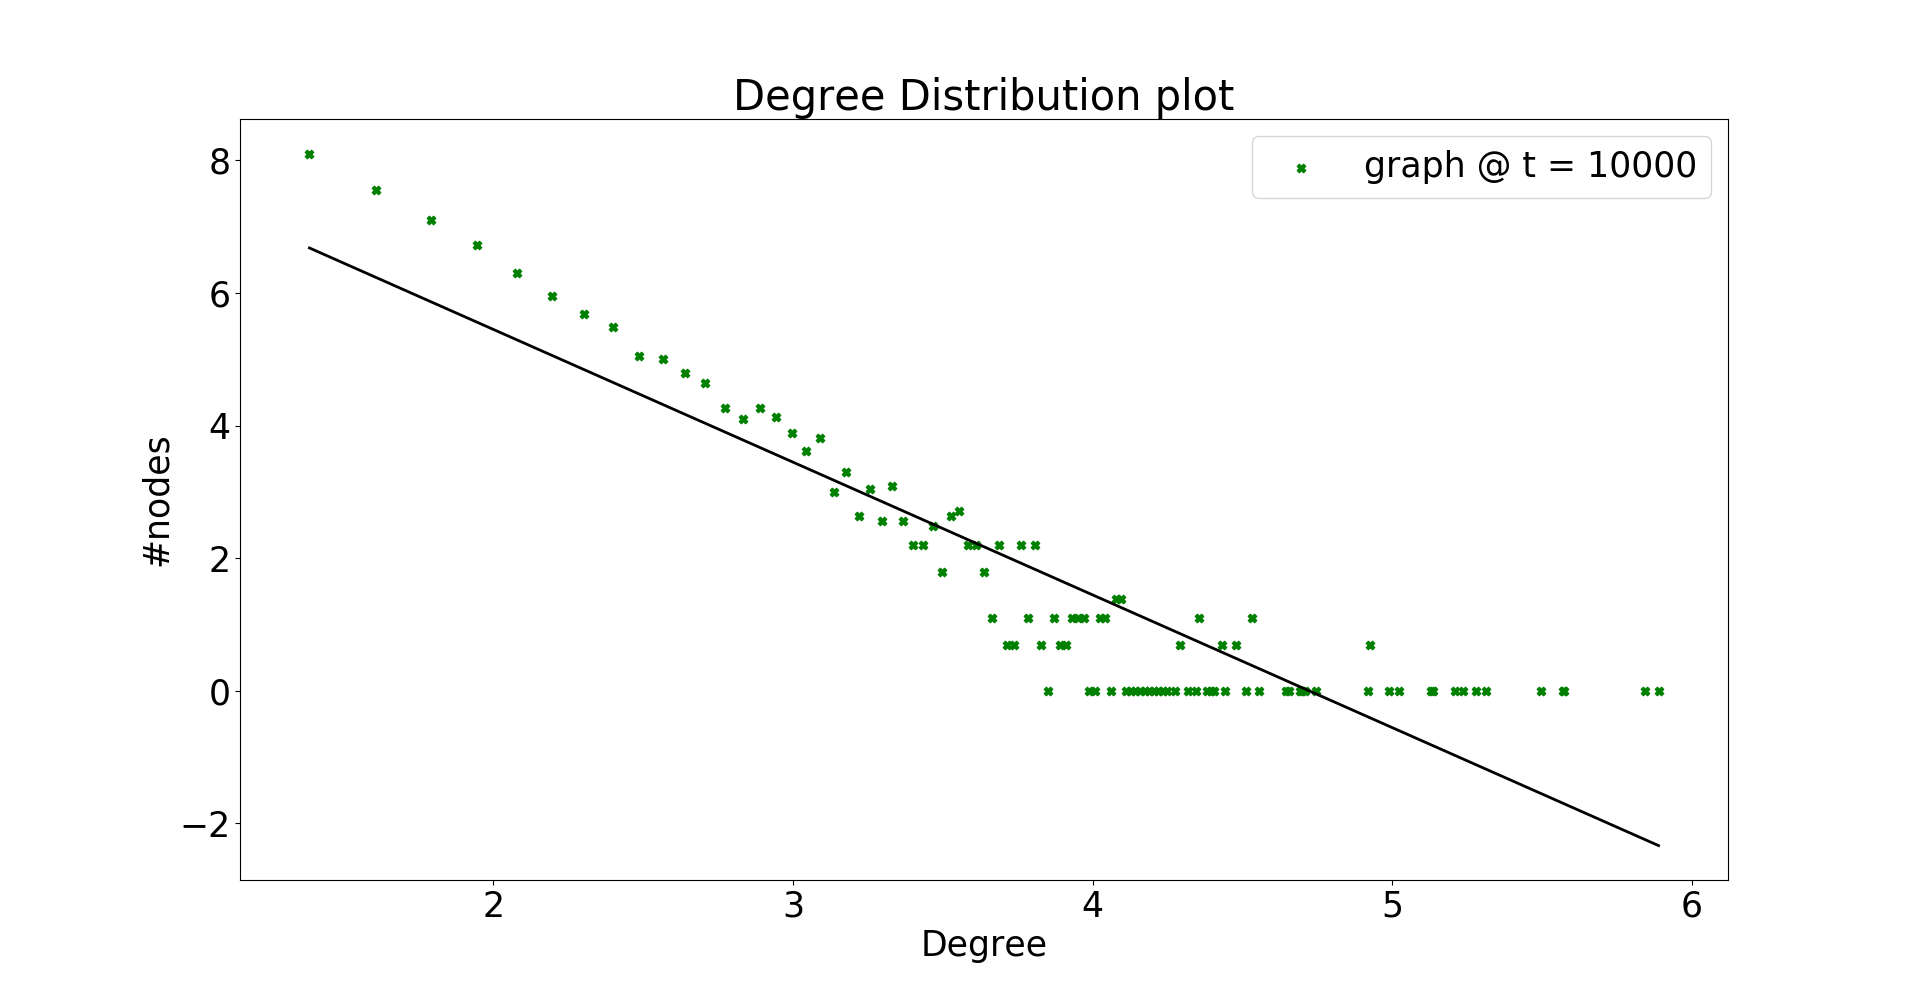 Degree Distribution plot
graph @ t = 10000
8
6
4
2
0
−2
#nodes
2 3 4 5 6
Degree